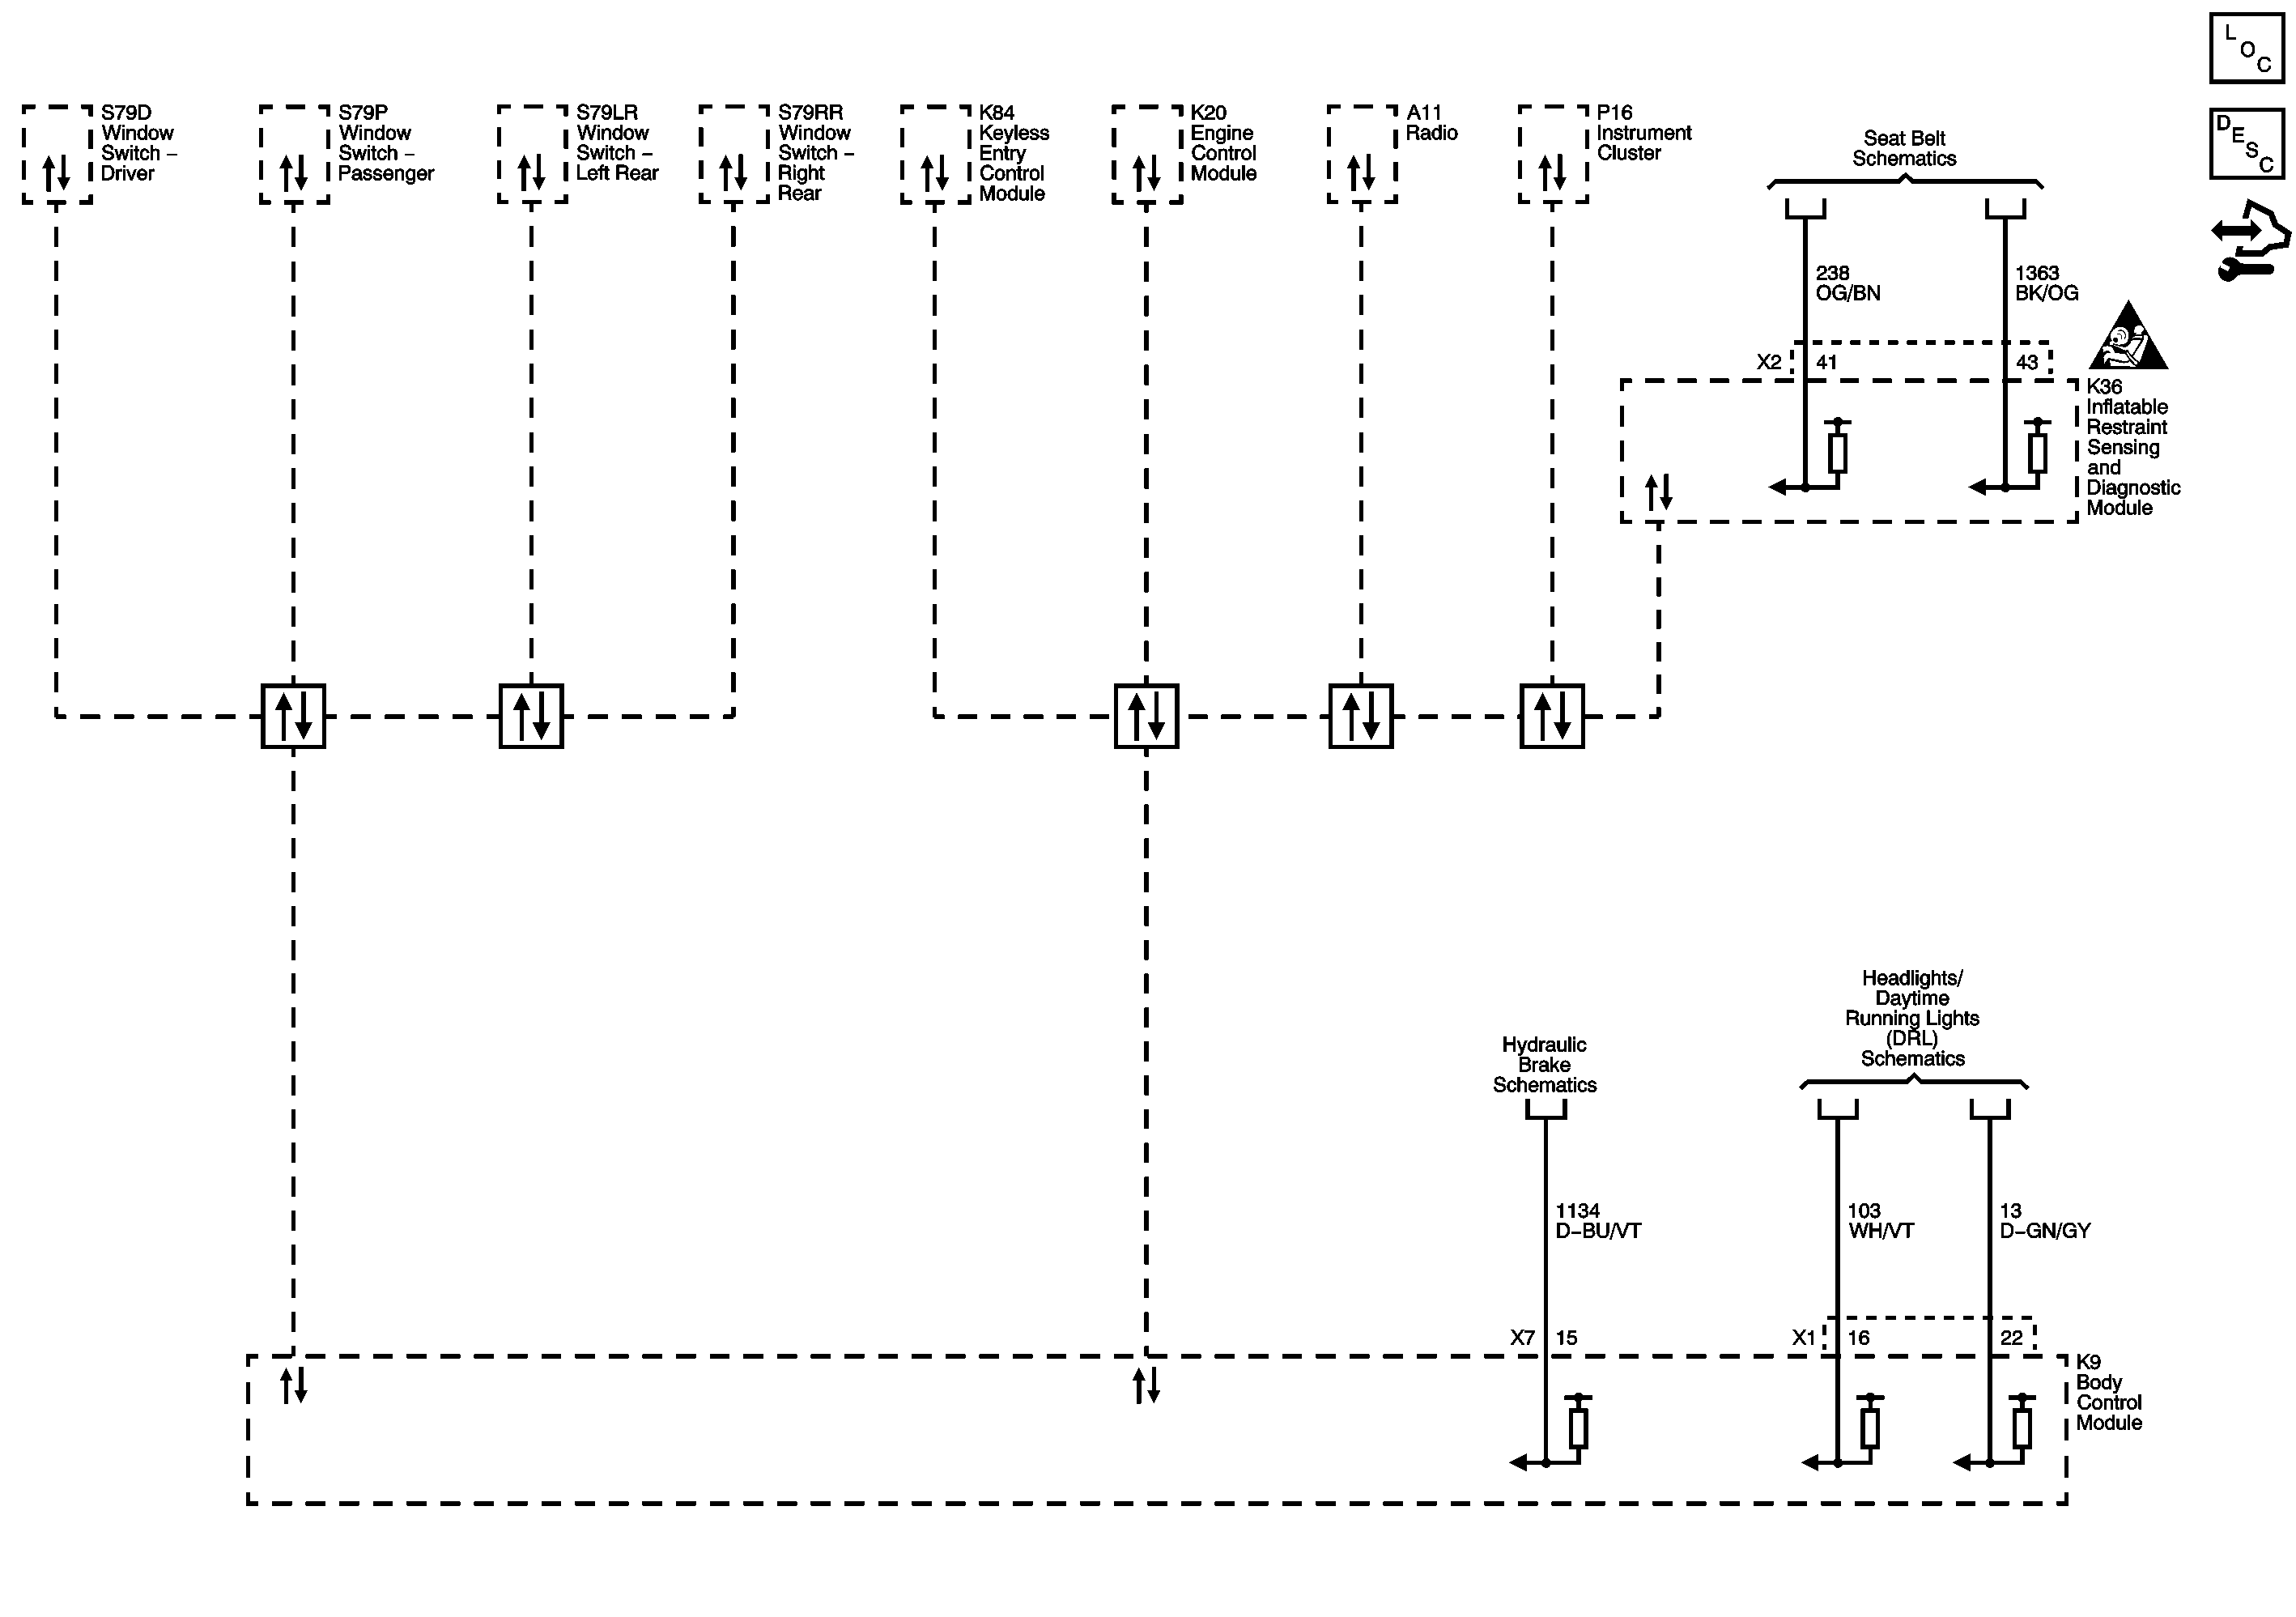 L
O
C
D
E
S
C
S79D
Window
Switch –
Driver
S79P
Window
Switch –
Passenger
S79LR
Window
Switch –
Left Rear
S79RR
Window
Switch –
Right
Rear
K84
Keyless
Entry
Control
Module
K20
Engine
Control
Module
A11
Radio
P16
Instrument
Cluster
Seat Belt
Schematics
238
OG/BN
1363
BK/OG
X2
41
43
K36
Inflatable
Restraint
Sensing
and
Diagnostic
Module
Hydraulic
Brake
Schematics
Headlights/
Daytime
Running Lights
(DRL)
Schematics
1134
D–BU/VT
103
WH/VT
13
D–GN/GY
X7
15
X1
16
22
K9
Body
Control
Module